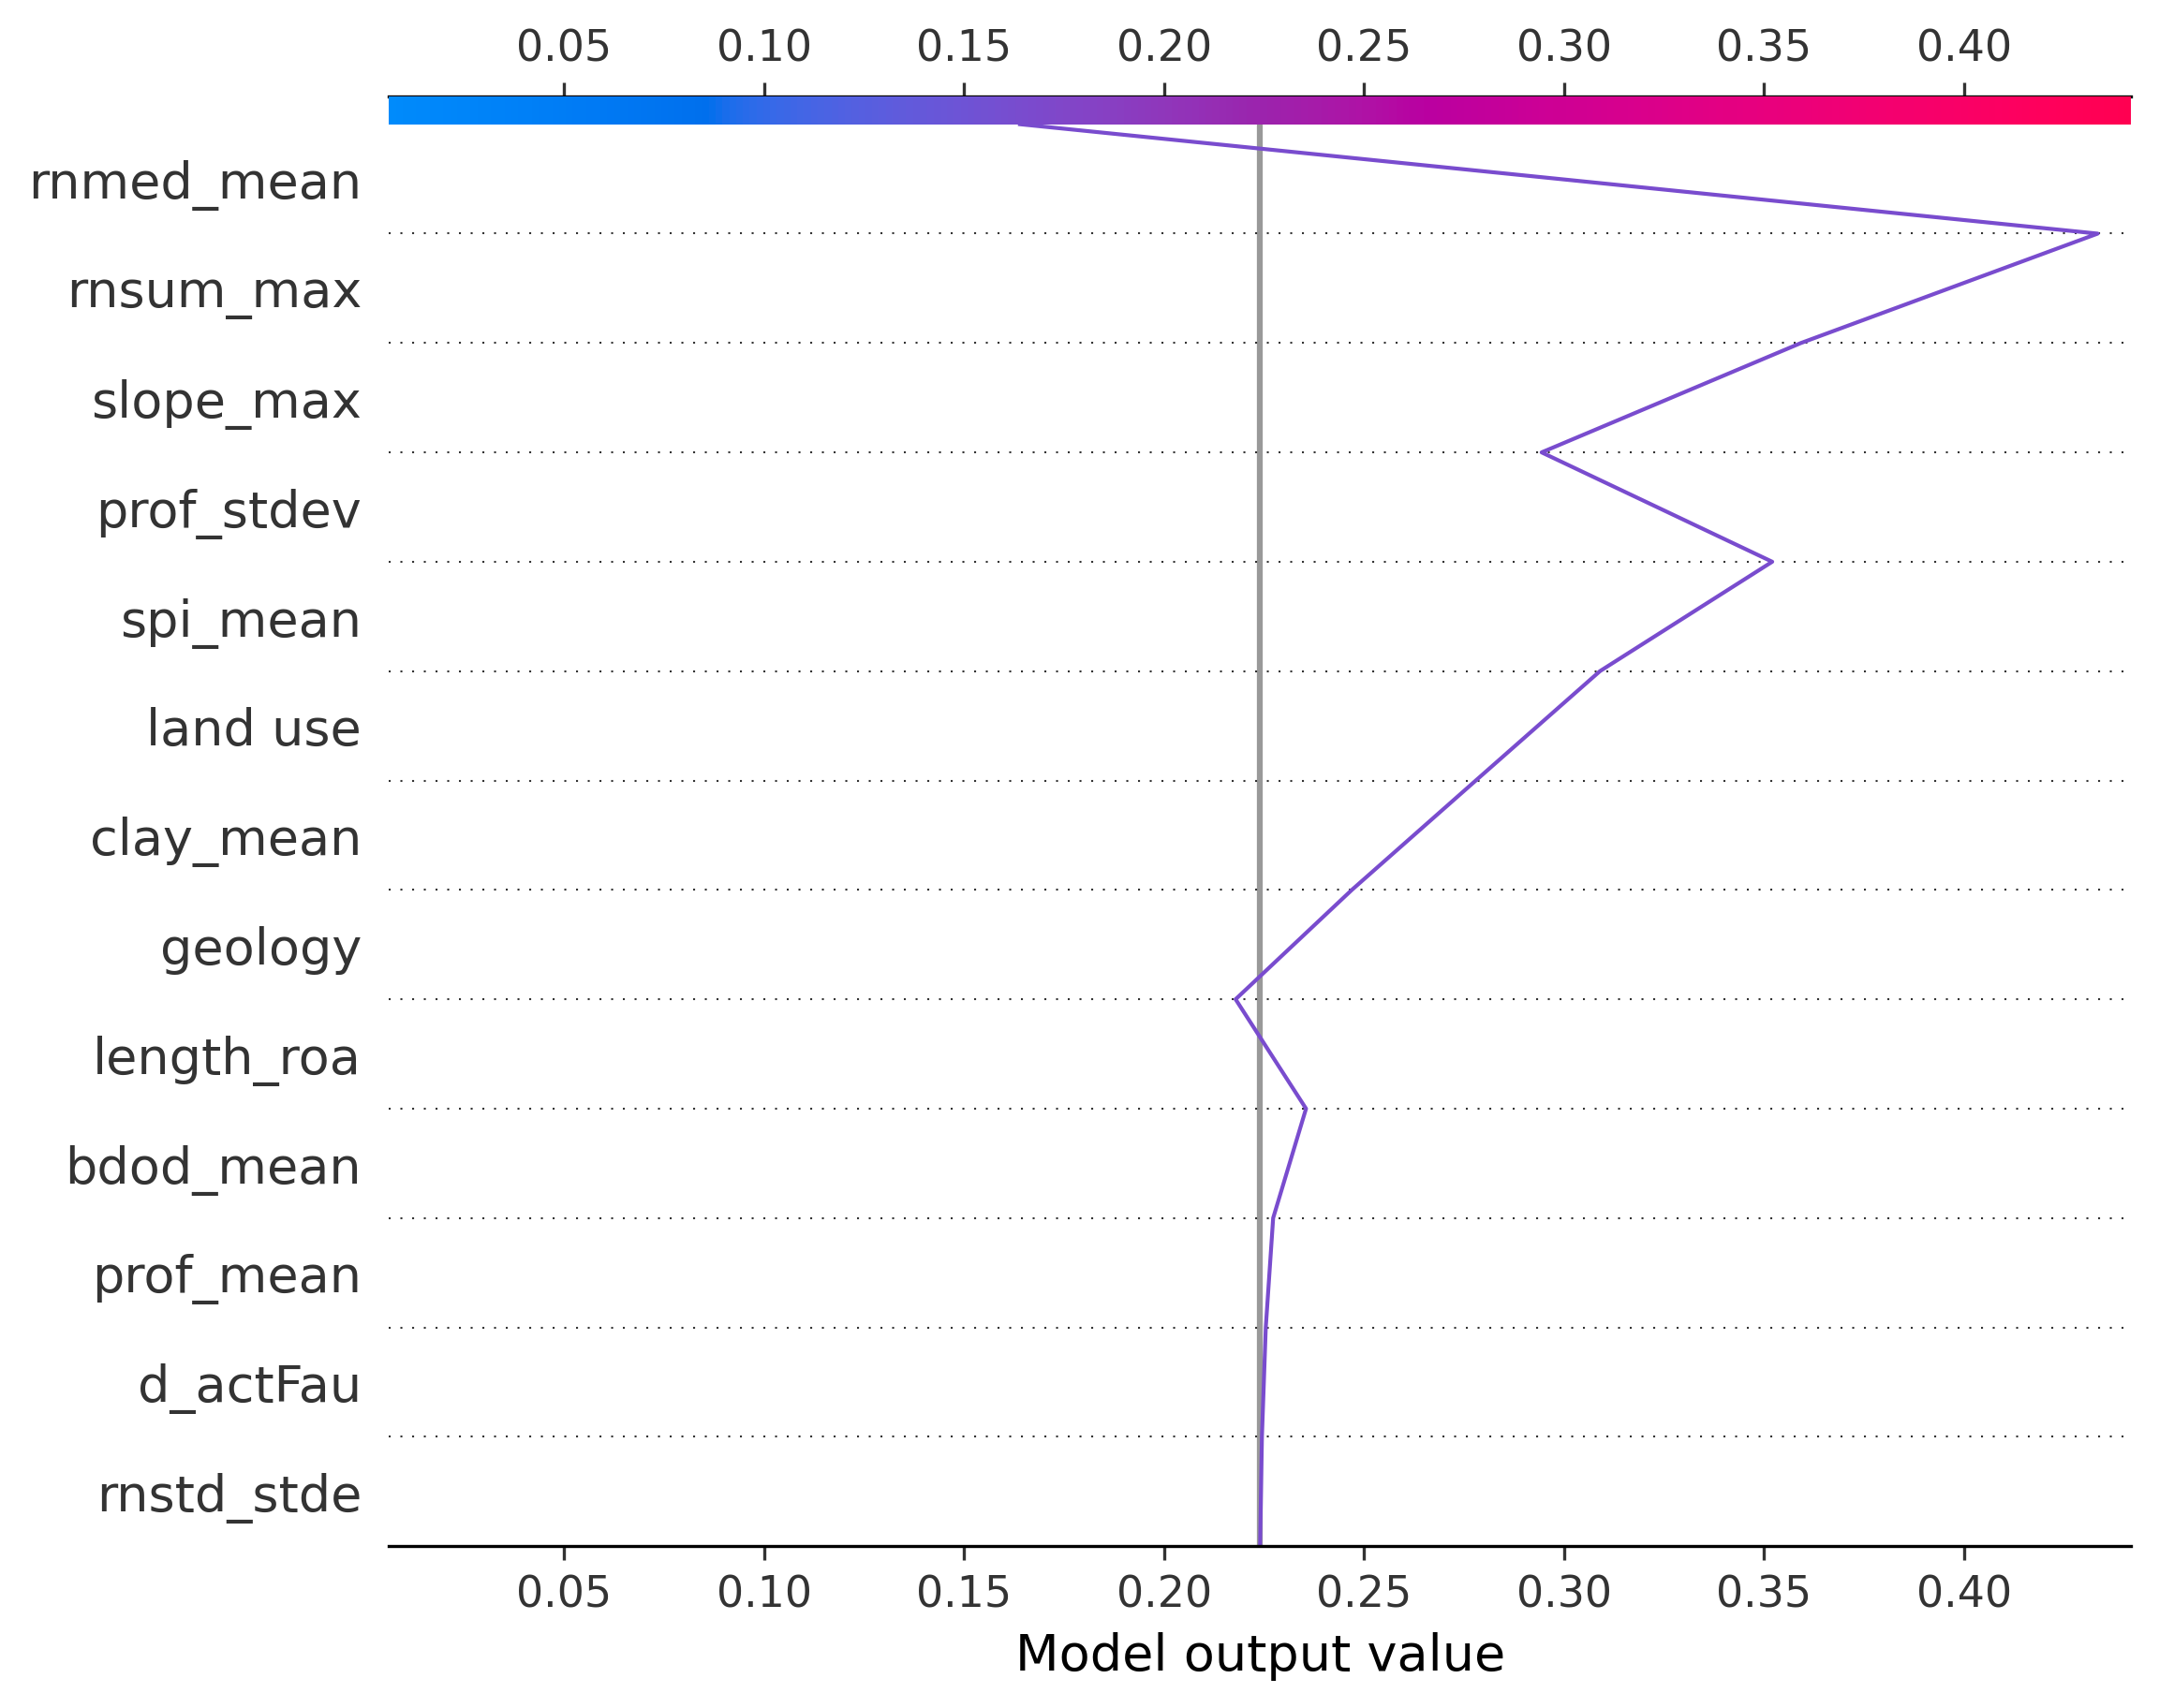 0.05 0.10 0.15 0.20 0.25 0.30 0.35 0.40
rnmed_mean
rnsum_max
slope_max
prof_stdev
spi_mean
land use
clay_mean
geology
length_roa
bdod_mean
prof_mean
d_actFau
rnstd_stde
0.05 0.10 0.15 0.20 0.25 0.30 0.35 0.40
Model output value